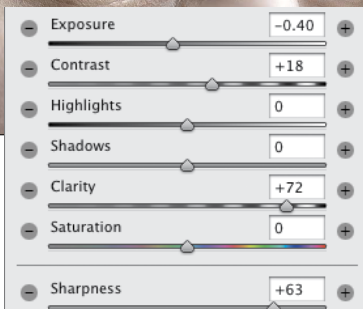 Exposure -0.40
Contrast +18
Highlights 0
Shadows 0
Clarity +72
Saturation 0
Sharpness +63